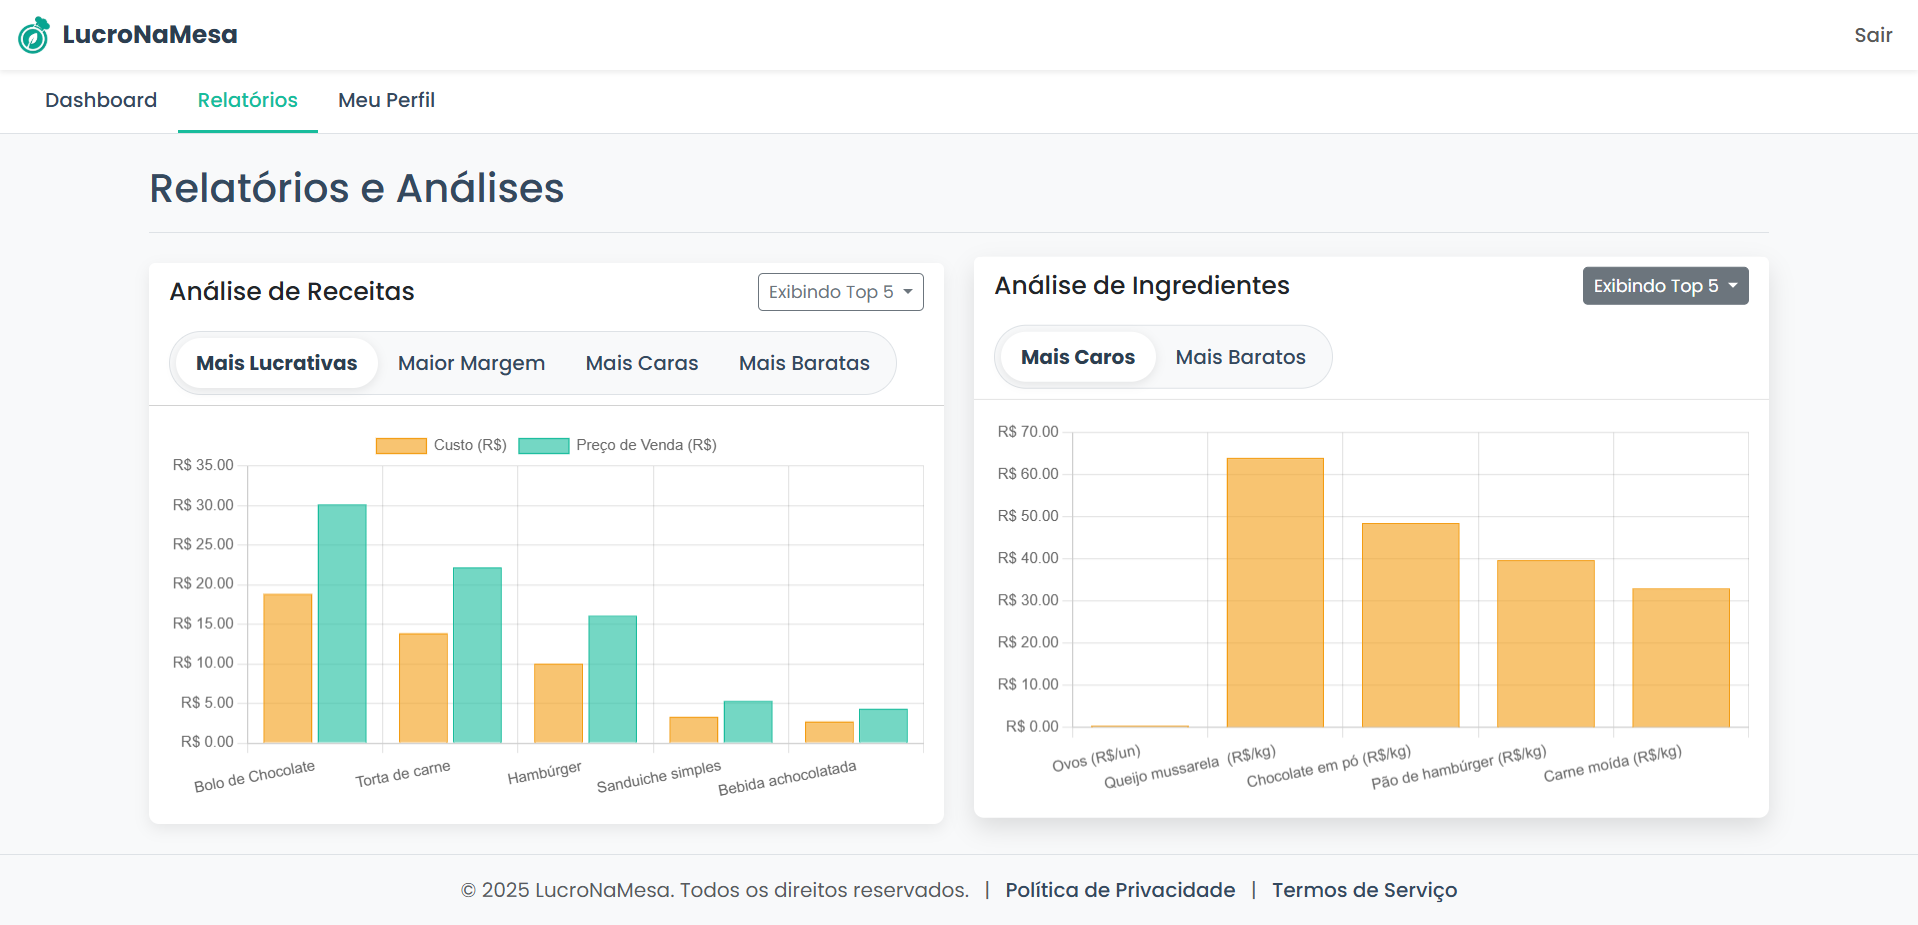 LucroNaMesa
Sair
Dashboard Relatórios Meu Perfil
Relatórios e Análises
Análise de Receitas
Exibindo Top 5
Mais Lucrativas Maior Margem Mais Caras Mais Baratas
Custo (R$) Preço de Venda (R$)
R$ 35.00
R$ 30.00
R$ 25.00
R$ 20.00
R$ 15.00
R$ 10.00
R$ 5.00
R$ 0.00
Bolo de Chocolate
Torta de carne
Hambúrger
Sanduiche simples
Bebida achocolatada
Análise de Ingredientes
Exibindo Top 5
Mais Caros Mais Baratos
R$ 70.00
R$ 60.00
R$ 50.00
R$ 40.00
R$ 30.00
R$ 20.00
R$ 10.00
R$ 0.00
Ovos (R$/un)
Queijo mussarela (R$/kg)
Chocolate em pó (R$/kg)
Pão de hambúrger (R$/kg)
Carne moída (R$/kg)
© 2025 LucroNaMesa. Todos os direitos reservados. | Política de Privacidade | Termos de Serviço